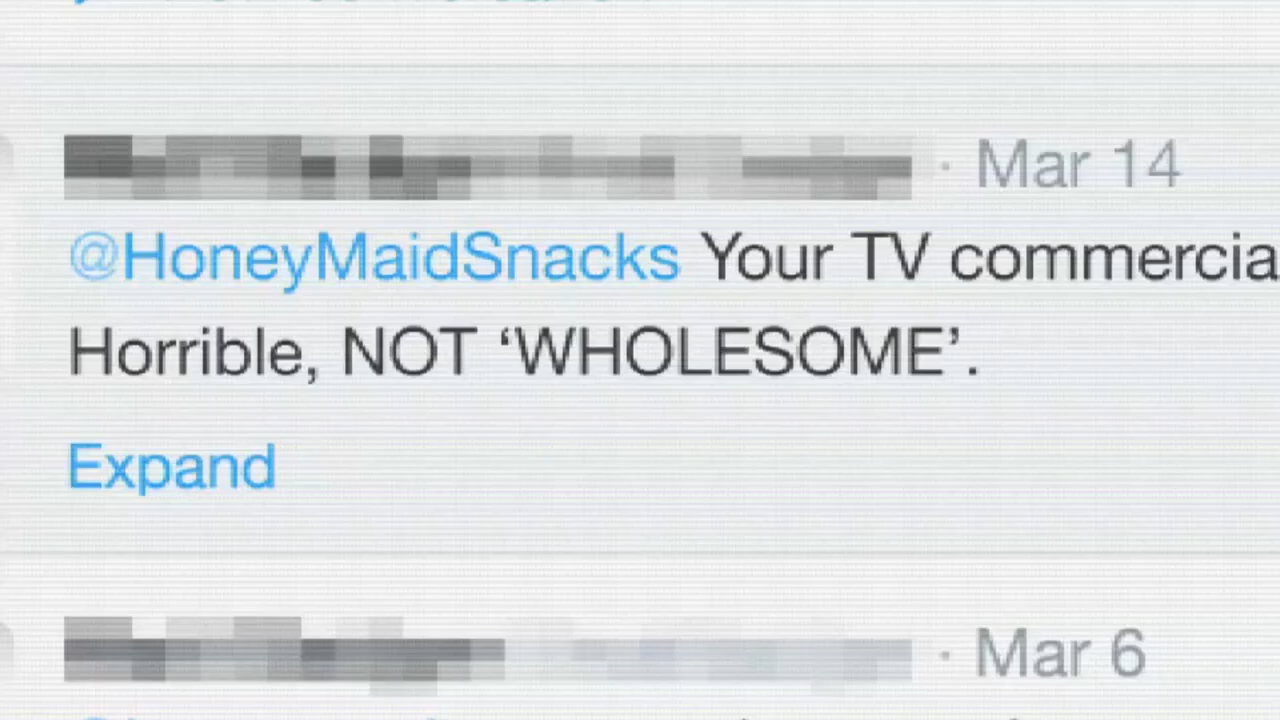 · Mar 14
@HoneyMaidSnacks Your TV commercia
Horrible, NOT ‘WHOLESOME’.
Expand
· Mar 6